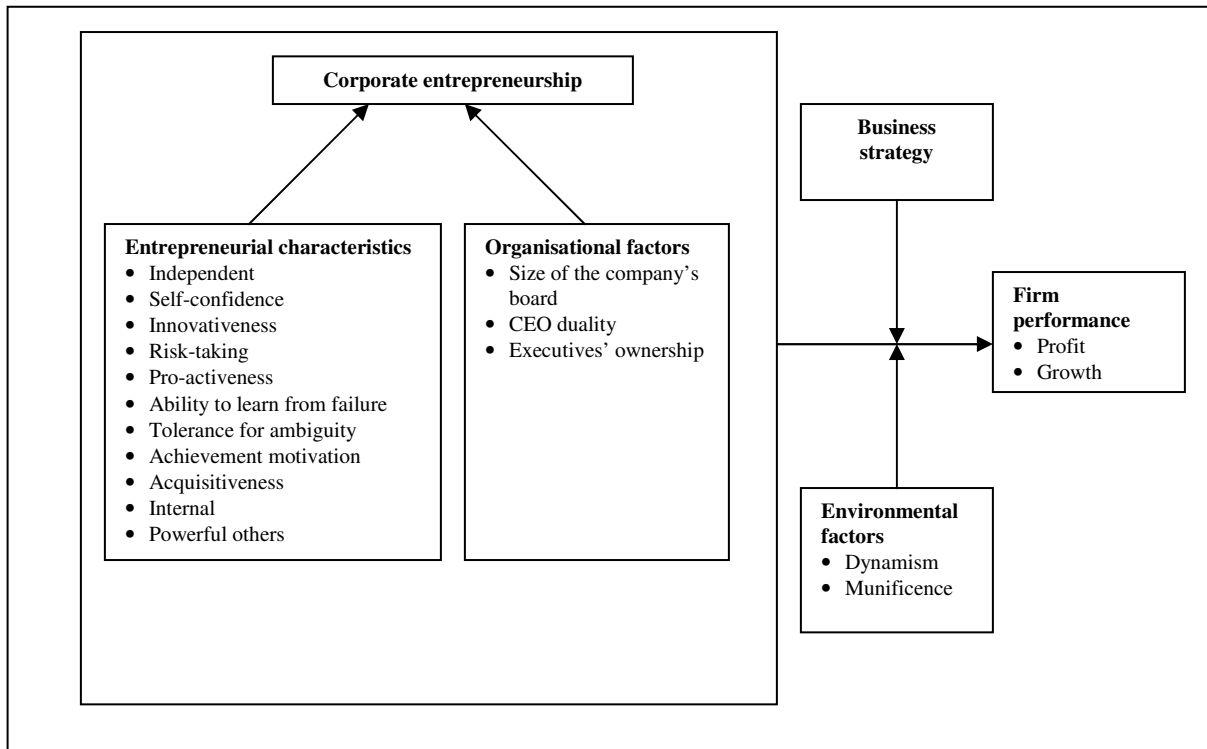 Corporate entrepreneurship
Business
strategy
Entrepreneurial characteristics
• Independent
• Self-confidence
• Innovativeness
• Risk-taking
• Pro-activeness
• Ability to learn from failure
• Tolerance for ambiguity
• Achievement motivation
• Acquisitiveness
• Internal
• Powerful others
Organisational factors
• Size of the company’s
board
• CEO duality
• Executives’ ownership
Firm
performance
• Profit
• Growth
Environmental
factors
• Dynamism
• Munificence